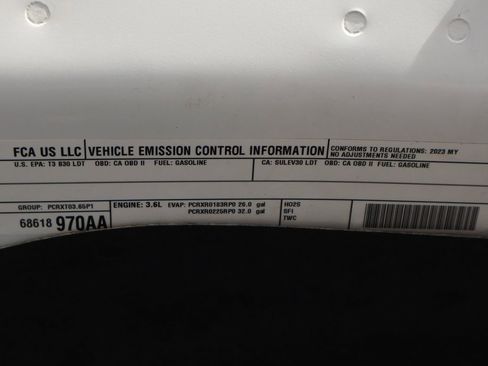 FCA US LLC VEHICLE EMISSION CONTROL INFORMATION CONFORMS TO REGULATIONS: 2023 MY
NO ADJUSTMENTS NEEDED
U.S. EPA: T3 B30 LDT OBD: CA OBD II FUEL: GASOLINE CA: SULEV30 LDT OBD: CA OBD II FUEL: GASOLINE
GROUP: PCRXT03.65P1 ENGINE: 3.6L EVAP: PCRXR0183RP0 26.0 gal HO2S
PCRXR0225RP0 32.0 gal SFI
68618 970AA TWC